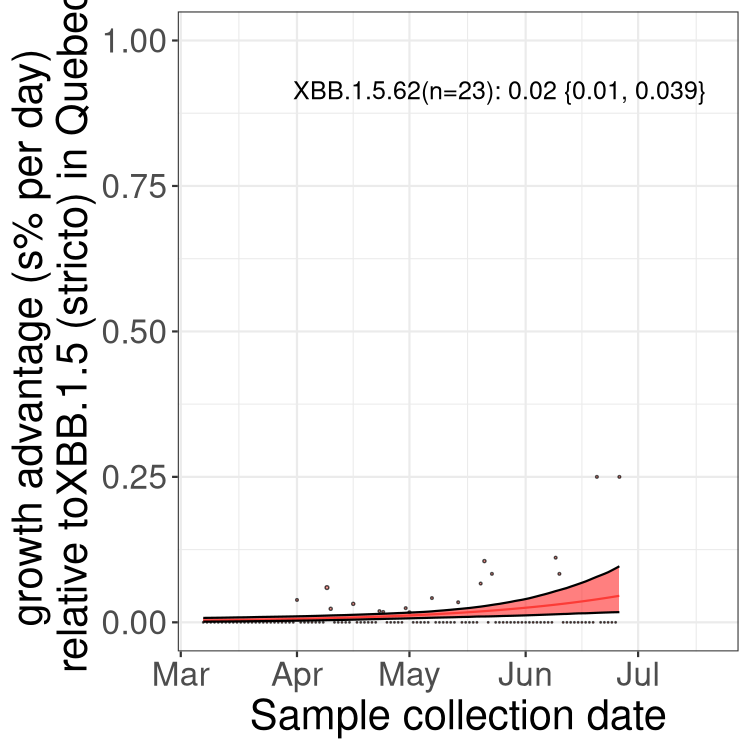 growth advantage (s% per day)
relative toXBB.1.5 (stricto) in Quebec
1.00
XBB.1.5.62(n=23): 0.02 {0.01, 0.039}
0.75
0.50
0.25
0.00
Mar Apr May Jun Jul
Sample collection date